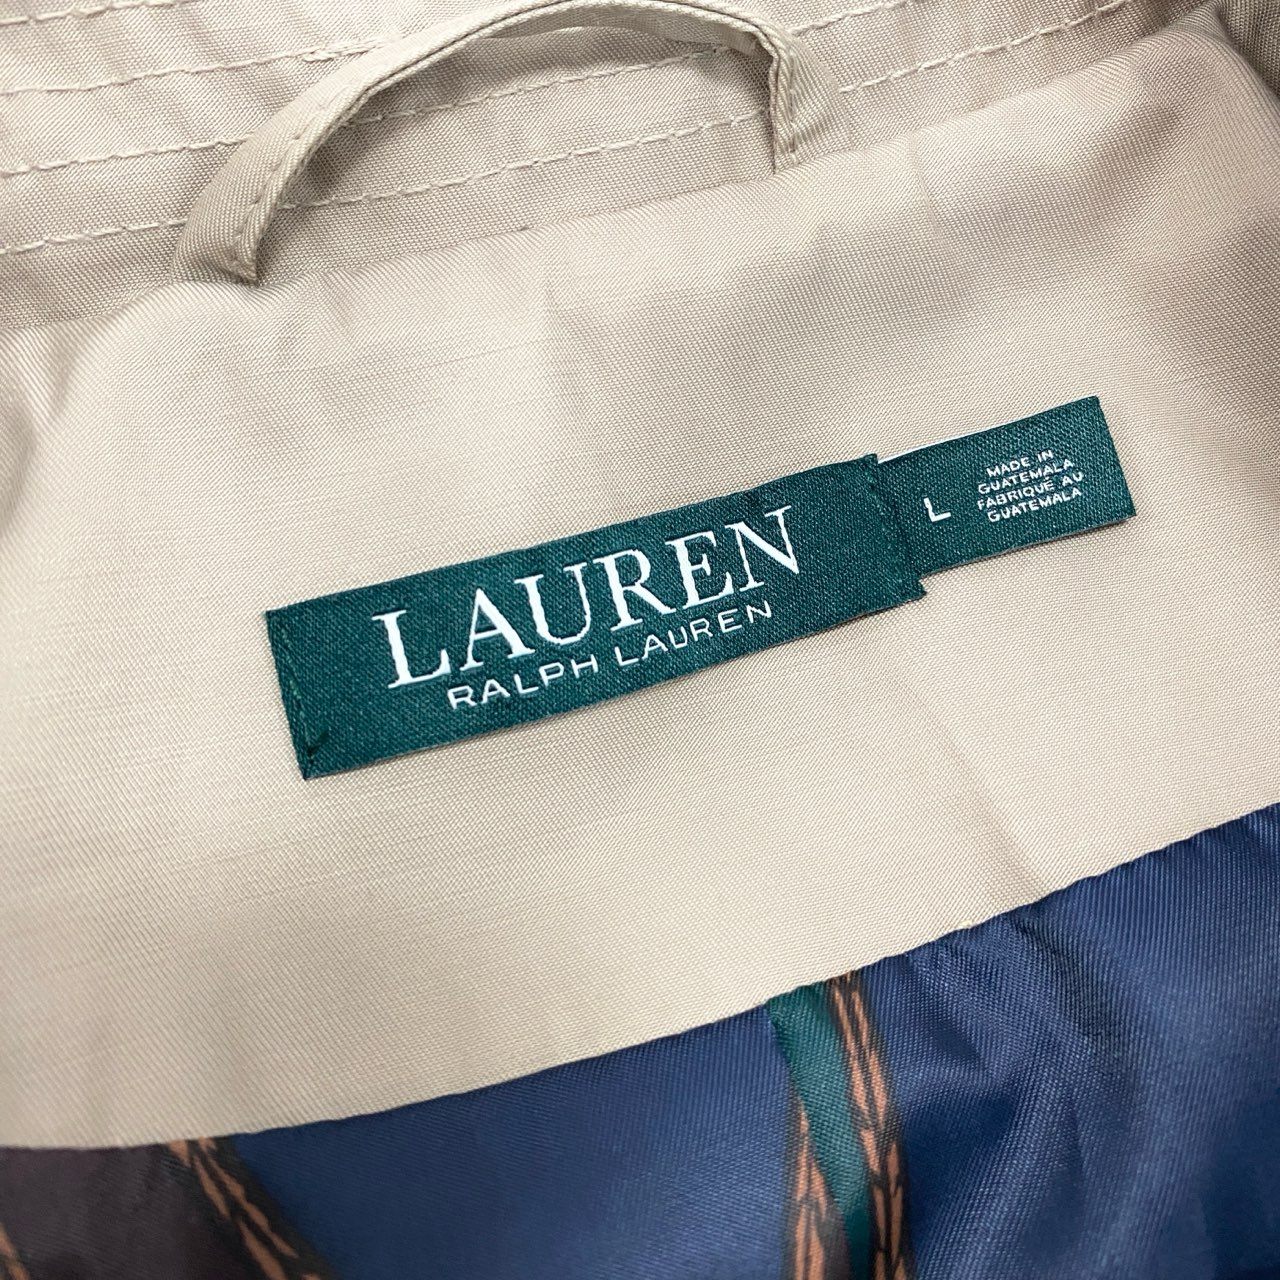 LAUREN
RALPH LAUREN
L
MADE IN
GUATEMALA
FABRIQUÉ AU
GUATEMALA